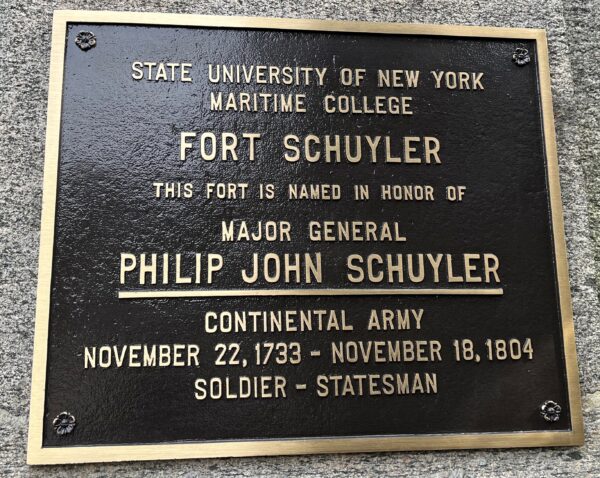 STATE UNIVERSITY OF NEW YORK
MARITIME COLLEGE
FORT SCHUYLER
THIS FORT IS NAMED IN HONOR OF
MAJOR GENERAL
PHILIP JOHN SCHUYLER
CONTINENTAL ARMY
NOVEMBER 22, 1733 - NOVEMBER 18, 1804
SOLDIER - STATESMAN